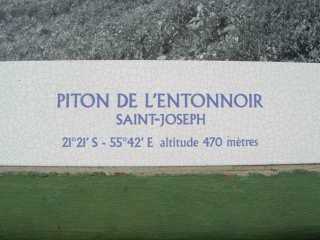 PITON DE L'ENTONNOIR
SAINT-JOSEPH
21°21' S - 55°42' E altitude 470 mètres